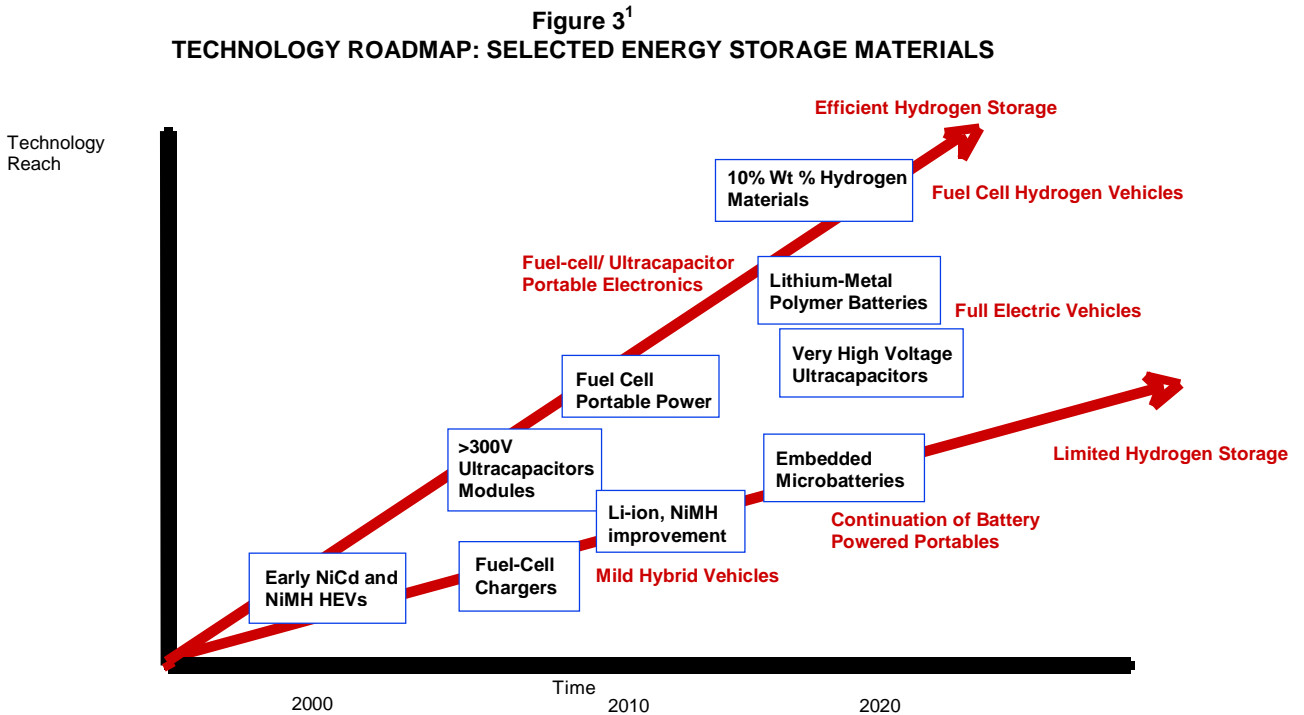 Figure 3¹
TECHNOLOGY ROADMAP: SELECTED ENERGY STORAGE MATERIALS
Technology
Reach
Efficient Hydrogen Storage
10% Wt % Hydrogen
Materials
Fuel Cell Hydrogen Vehicles
Fuel-cell/ Ultracapacitor
Portable Electronics
Lithium-Metal
Polymer Batteries
Full Electric Vehicles
Very High Voltage
Ultracapacitors
Fuel Cell
Portable Power
>300V
Ultracapacitors
Modules
Embedded
Microbatteries
Limited Hydrogen Storage
Li-ion, NiMH
improvement
Continuation of Battery
Powered Portables
Early NiCd and
NiMH HEVs
Fuel-Cell
Chargers
Mild Hybrid Vehicles
Time
2000
2010
2020